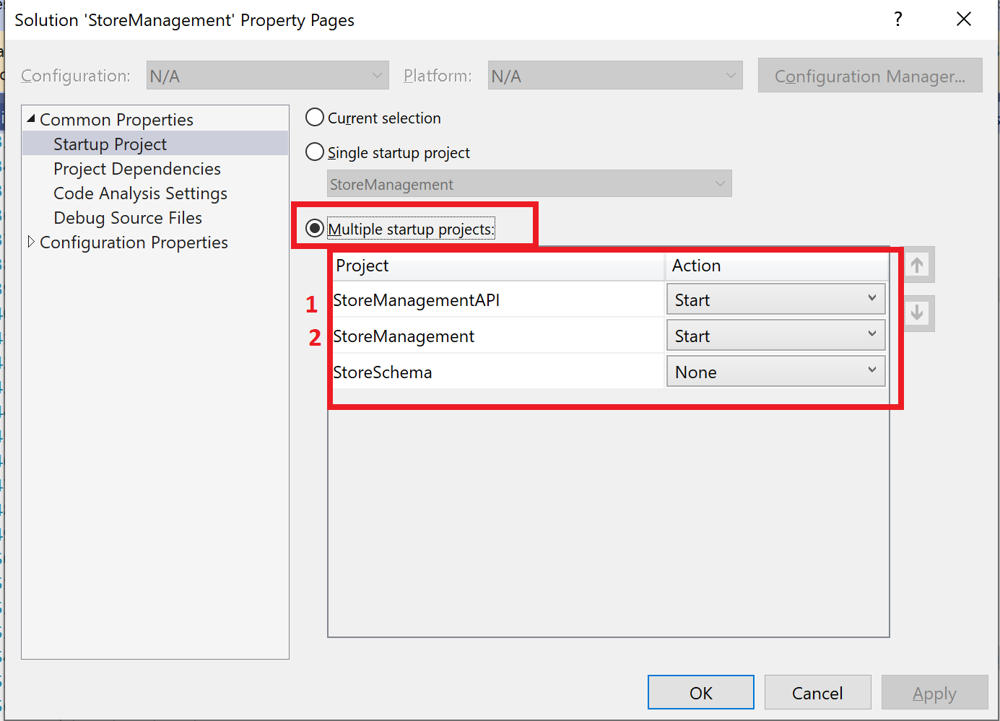 Solution 'StoreManagement' Property Pages ?
Configuration: N/A Platform: N/A Configuration Manager...
Common Properties
Startup Project
Project Dependencies
Code Analysis Settings
Debug Source Files
Configuration Properties
Current selection
Single startup project
StoreManagement
Multiple startup projects:
Project Action
1 StoreManagementAPI Start
2 StoreManagement Start
StoreSchema None
OK Cancel Apply